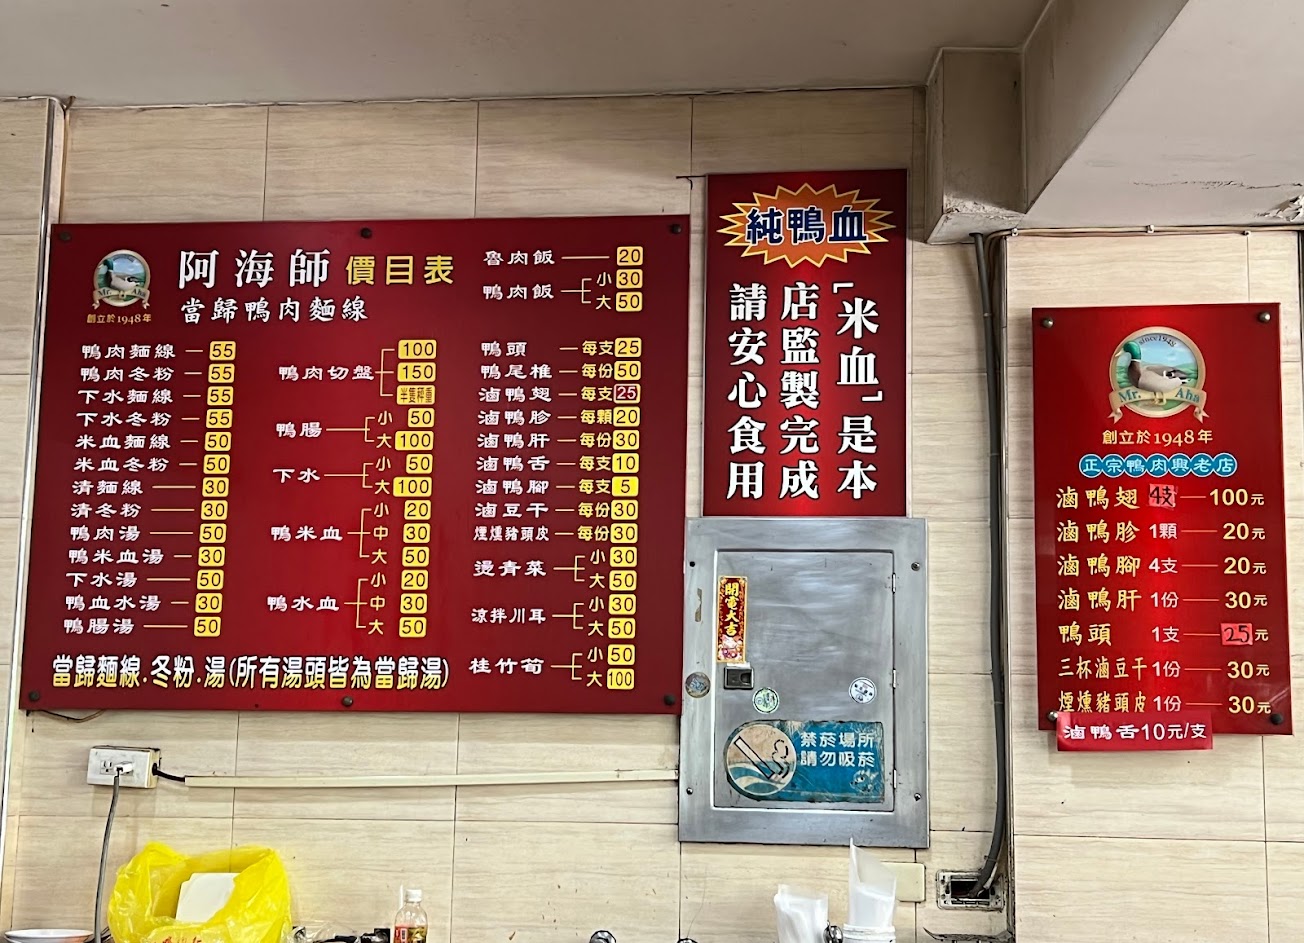 Mr. Aha
創立於1948年
阿海師 價目表
當歸鴨肉麵線
鴨肉麵線 55
鴨肉冬粉 55
下水麵線 55
下水冬粉 55
米血麵線 50
米血冬粉 50
清麵線 30
清冬粉 30
鴨肉湯 50
鴨米血湯 30
下水湯 50
鴨血水湯 30
鴨腸湯 50
鴨肉切盤 100
150
半隻秤重
鴨腸 小 50
大 100
下水 小 50
大 100
鴨米血 小 20
中 30
大 50
鴨水血 小 20
中 30
大 50
魯肉飯 20
鴨肉飯 小 30
大 50
鴨頭 每支 25
鴨尾椎 每份 50
滷鴨翅 每支 25
滷鴨胗 每顆 20
滷鴨肝 每份 30
滷鴨舌 每支 10
滷鴨腳 每支 5
滷豆干 每份 30
煙燻豬頭皮 每份 30
燙青菜 小 30
大 50
涼拌川耳 小 30
大 50
桂竹筍 小 50
大 100
當歸麵線.冬粉.湯(所有湯頭皆為當歸湯)
純鴨血
「米血」是本
店監製完成
請安心食用
開電大吉
禁菸場所
請勿吸菸
since1948
Mr. Aha
創立於1948年
正宗鴨肉興老店
滷鴨翅 4支 100元
滷鴨胗 1顆 20元
滷鴨腳 4支 20元
滷鴨肝 1份 30元
鴨頭 1支 25元
三杯滷豆干 1份 30元
煙燻豬頭皮 1份 30元
滷鴨舌10元/支